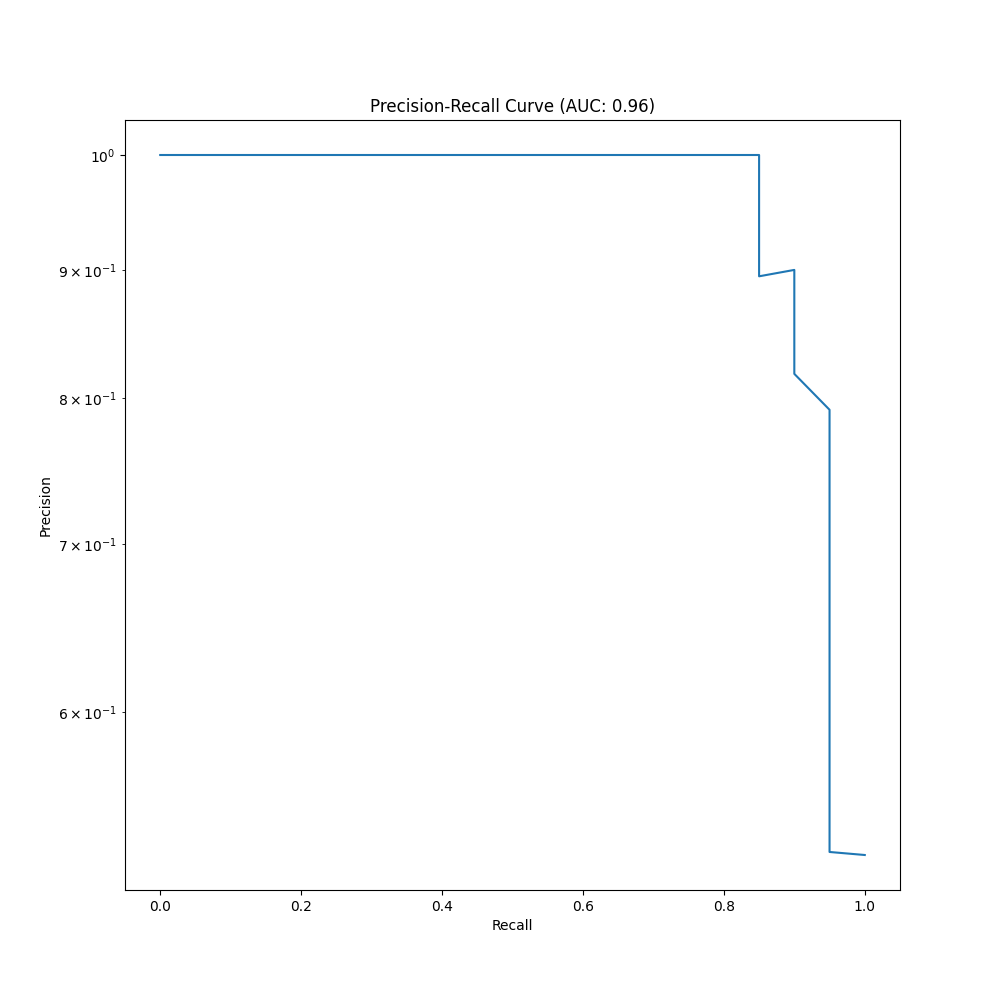 Precision-Recall Curve (AUC: 0.96)
10⁰
9 × 10⁻¹
8 × 10⁻¹
7 × 10⁻¹
6 × 10⁻¹
Precision
0.0 0.2 0.4 0.6 0.8 1.0
Recall